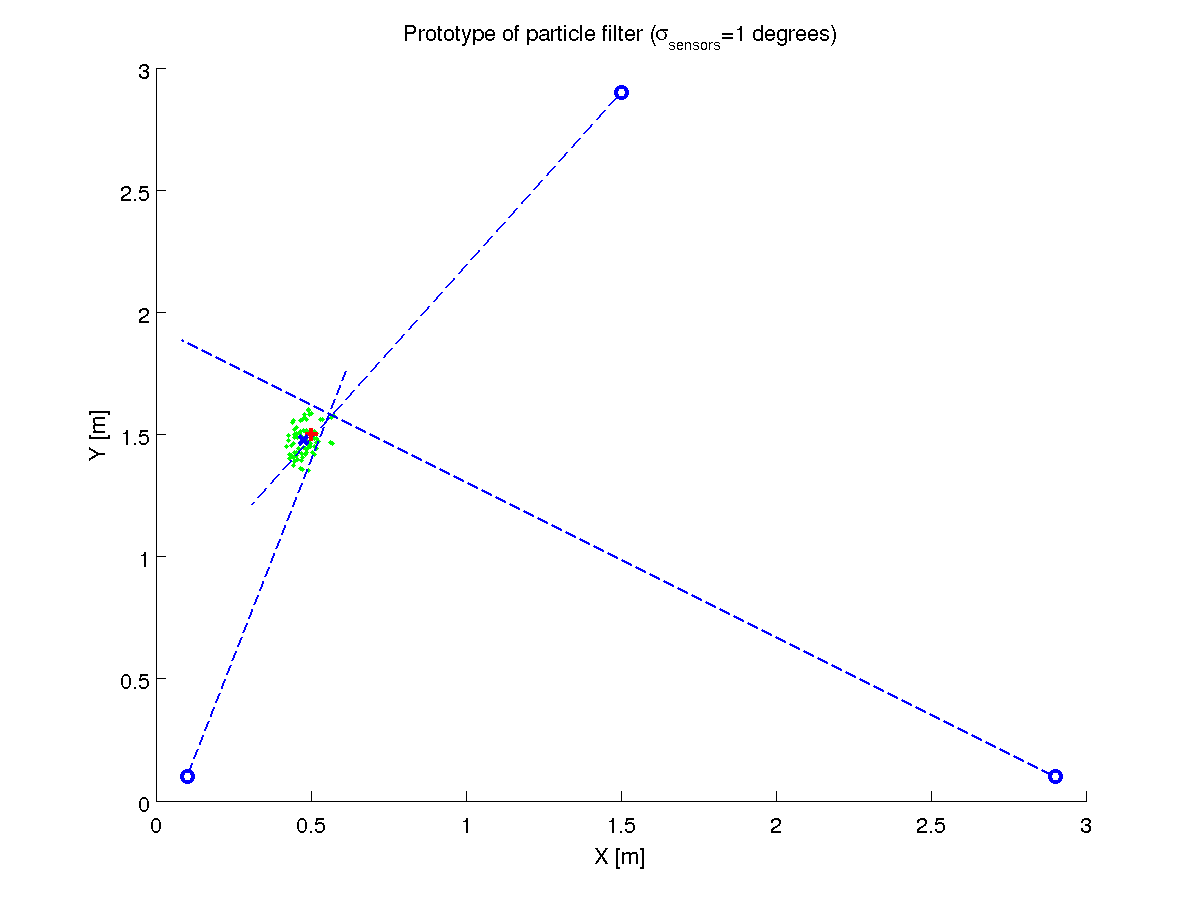 Prototype of particle filter (σsensors=1 degrees)
3
2.5
2
1.5
1
0.5
0
Y [m]
0 0.5 1 1.5 2 2.5 3
X [m]